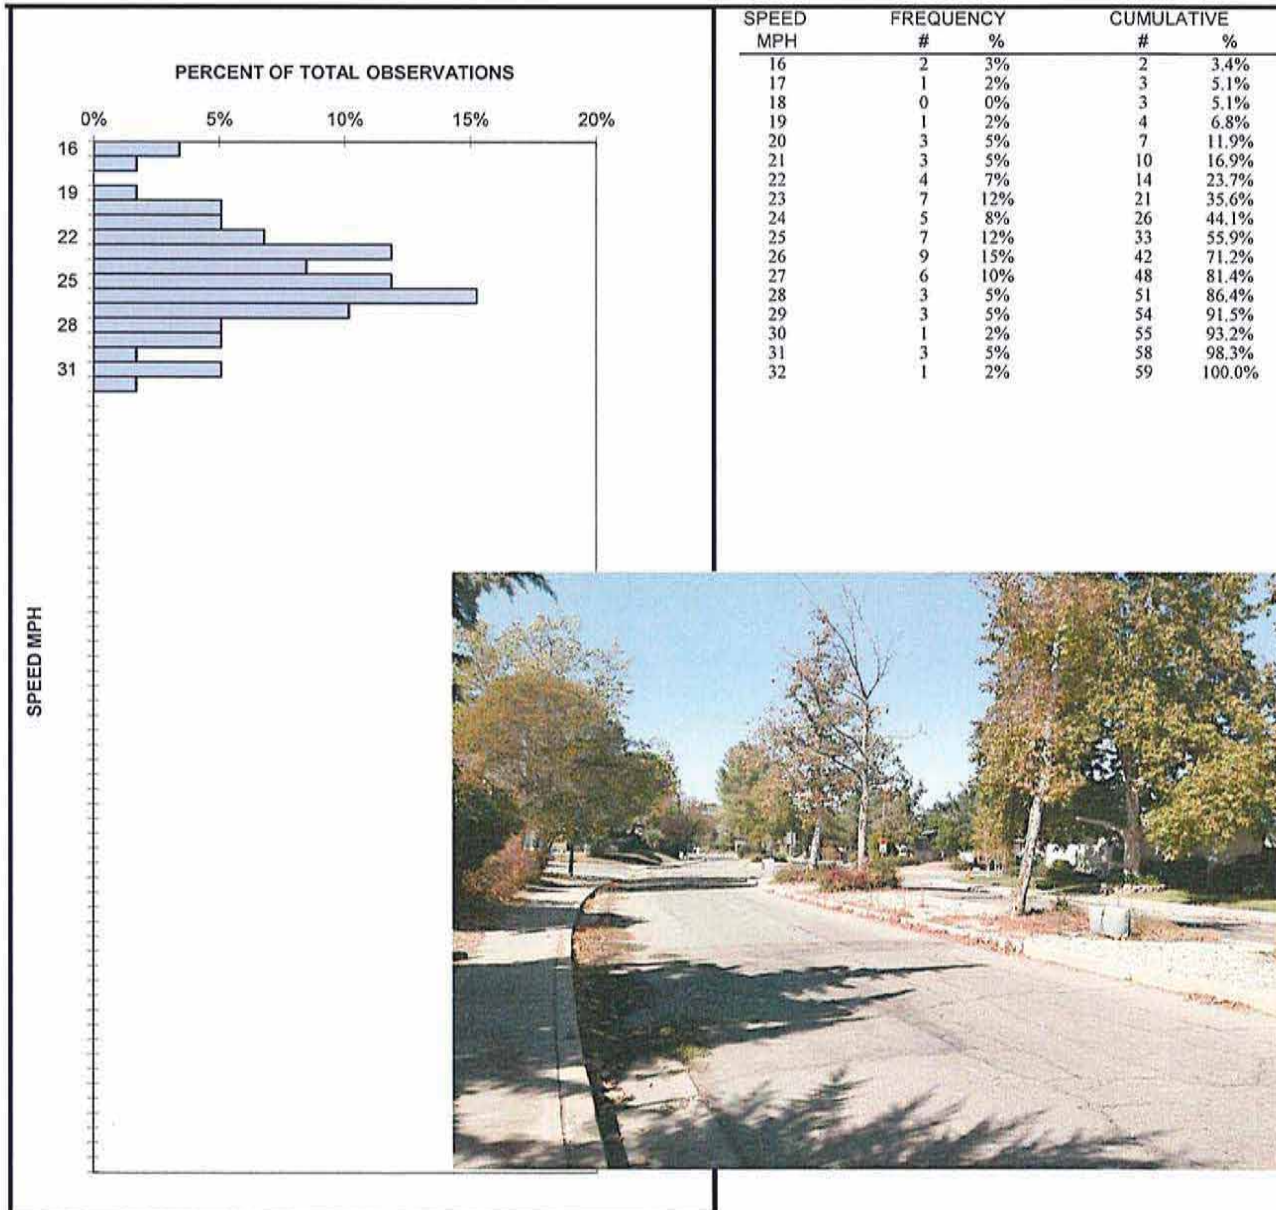 PERCENT OF TOTAL OBSERVATIONS
0% 5% 10% 15% 20%
16
19
22
25
28
31
SPEED MPH
SPEED FREQUENCY CUMULATIVE
MPH # % # %
16 2 3% 2 3.4%
17 1 2% 3 5.1%
18 0 0% 3 5.1%
19 1 2% 4 6.8%
20 3 5% 7 11.9%
21 3 5% 10 16.9%
22 4 7% 14 23.7%
23 7 12% 21 35.6%
24 5 8% 26 44.1%
25 7 12% 33 55.9%
26 9 15% 42 71.2%
27 6 10% 48 81.4%
28 3 5% 51 86.4%
29 3 5% 54 91.5%
30 1 2% 55 93.2%
31 3 5% 58 98.3%
32 1 2% 59 100.0%